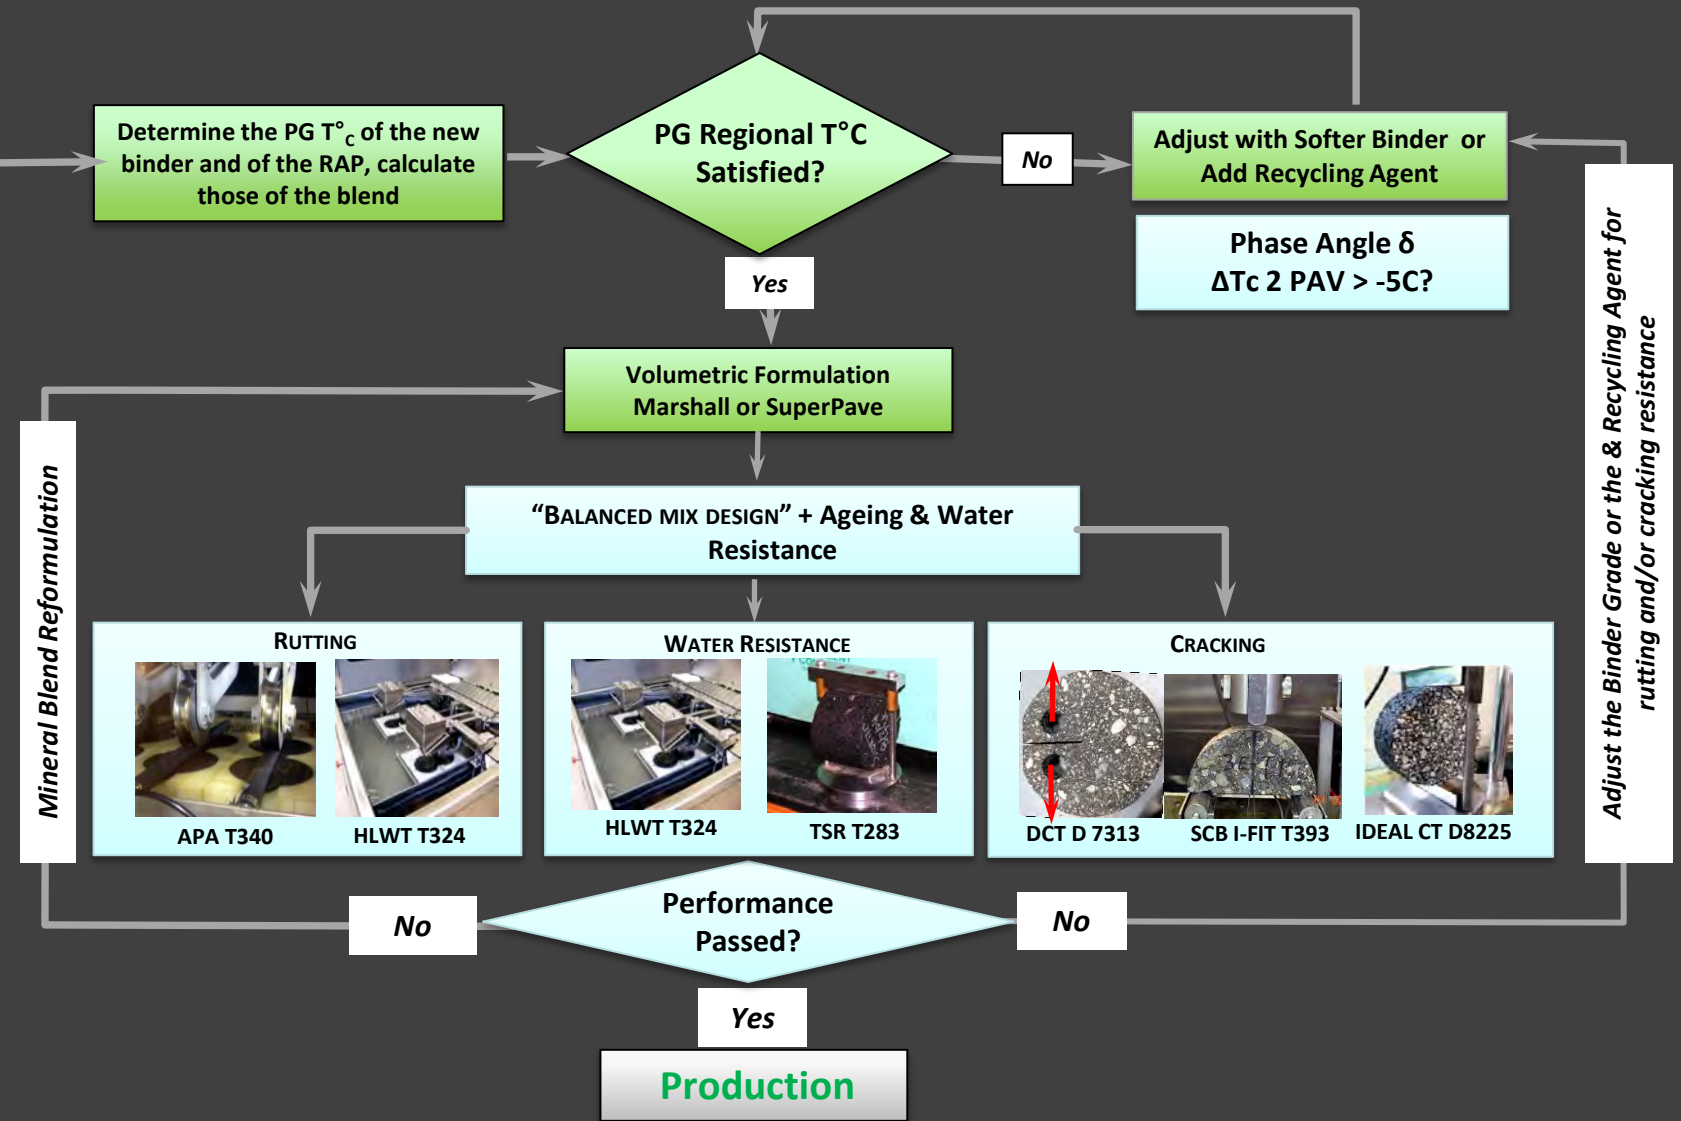 Determine the PG T°C of the new
binder and of the RAP, calculate
those of the blend
PG Regional T°C
Satisfied?
No
Adjust with Softer Binder or
Add Recycling Agent
Phase Angle δ
ΔTc 2 PAV > -5C?
Yes
Volumetric Formulation
Marshall or SuperPave
“BALANCED MIX DESIGN” + Ageing & Water
Resistance
RUTTING
APA T340
HLWT T324
WATER RESISTANCE
HLWT T324
TSR T283
CRACKING
DCT D 7313
SCB I-FIT T393
IDEAL CT D8225
Performance
Passed?
No
No
Yes
Production
Mineral Blend Reformulation
Adjust the Binder Grade or the & Recycling Agent for
rutting and/or cracking resistance